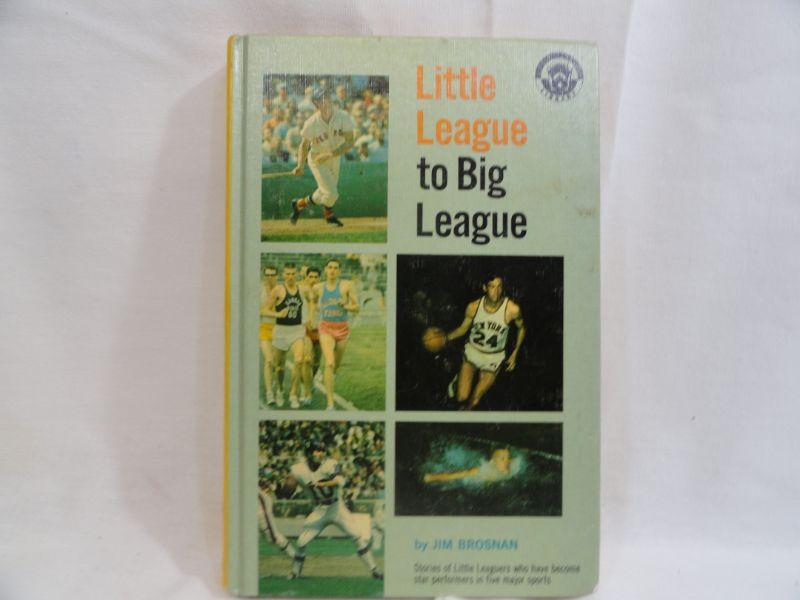 Little
League
to Big
League
LIBRARY
NEW YORK
24
by JIM BROSNAN
Stories of Little Leaguers who have become
star performers in five major sports